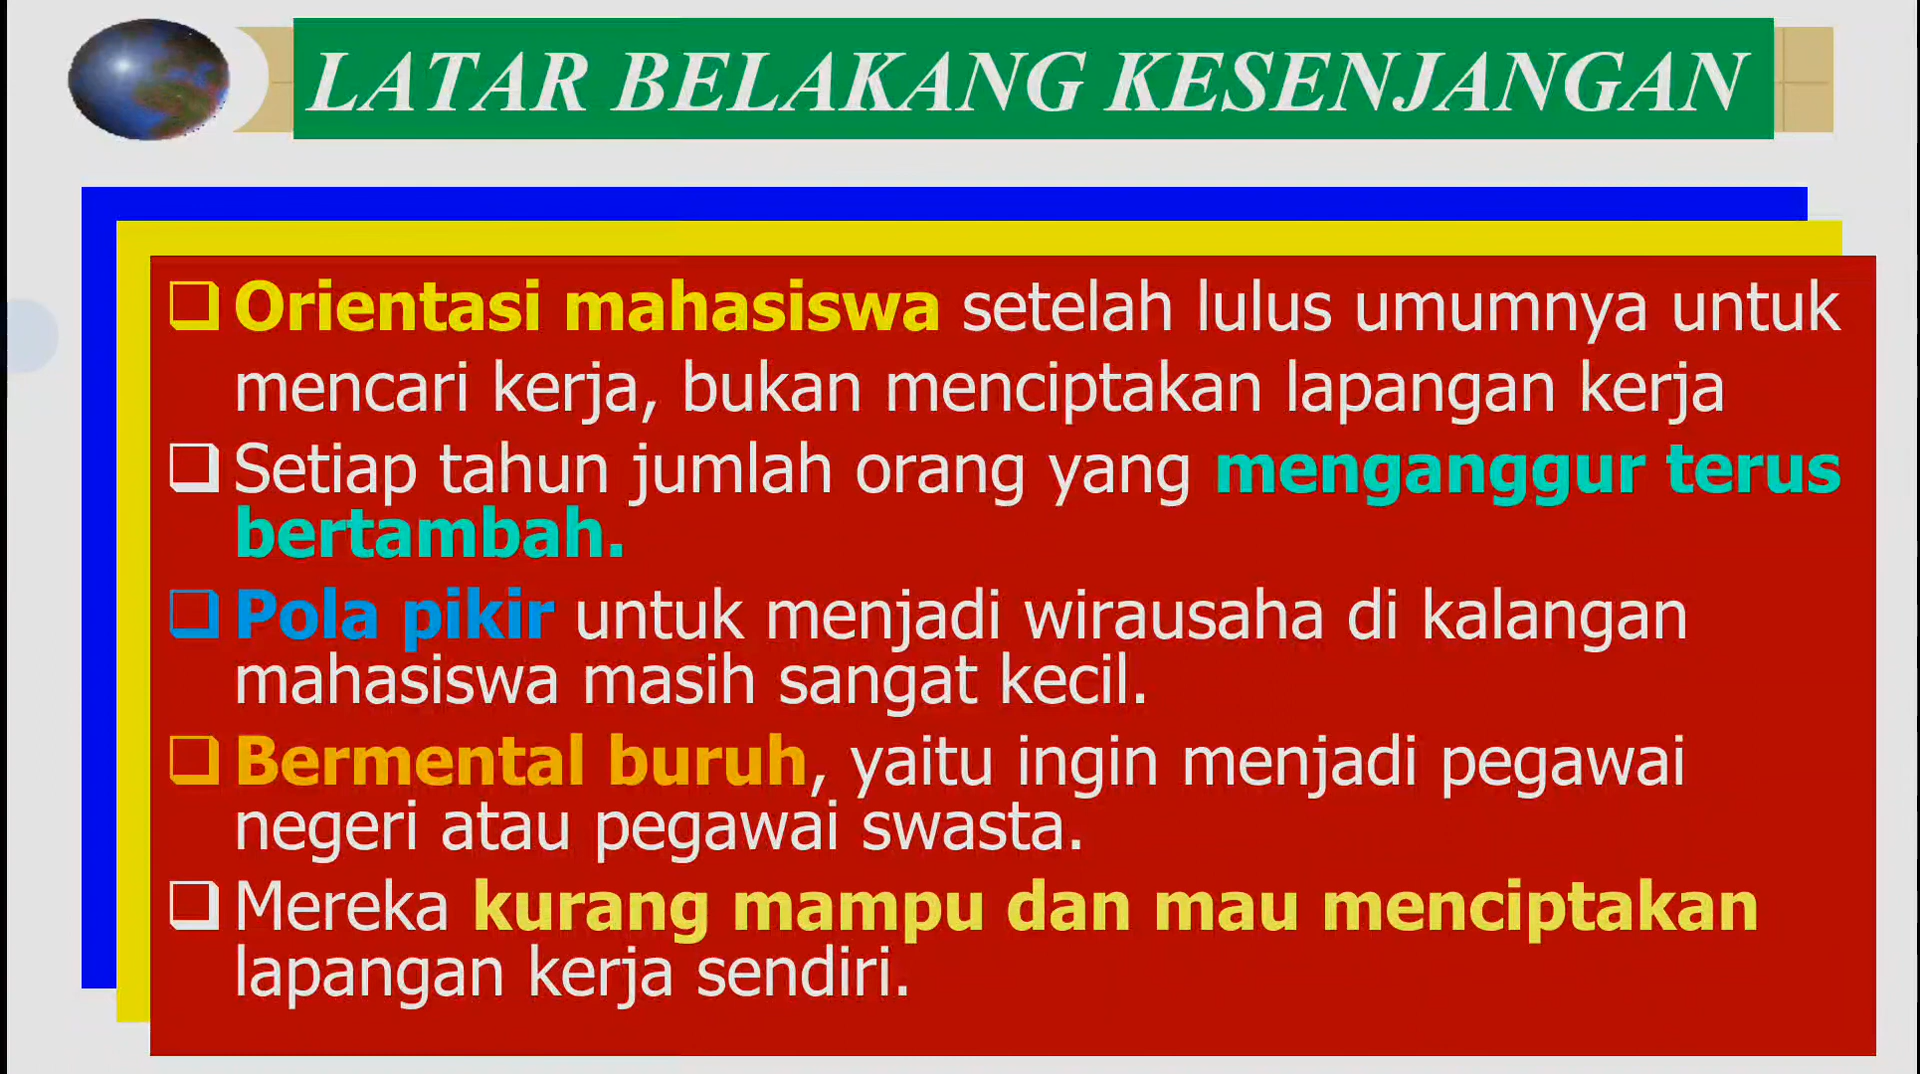 LATAR BELAKANG KESENJANGAN
❑ Orientasi mahasiswa setelah lulus umumnya untuk
mencari kerja, bukan menciptakan lapangan kerja
❑ Setiap tahun jumlah orang yang menganggur terus
bertambah.
❑ Pola pikir untuk menjadi wirausaha di kalangan
mahasiswa masih sangat kecil.
❑ Bermental buruh, yaitu ingin menjadi pegawai
negeri atau pegawai swasta.
❑ Mereka kurang mampu dan mau menciptakan
lapangan kerja sendiri.